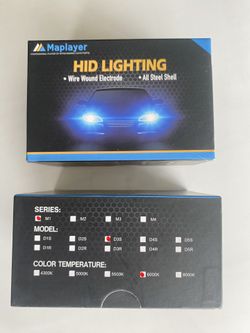 Maplayer
HID LIGHTING
• Wire Wound Electrode • All Steel Shell
SERIES:
M1 M2 M3 M4
MODEL:
D1S D2S D3S D4S D5S
D1R D2R D3R D4R D5R
COLOR TEMPERATURE:
4300K 5000K 5500K 6000K 8000K